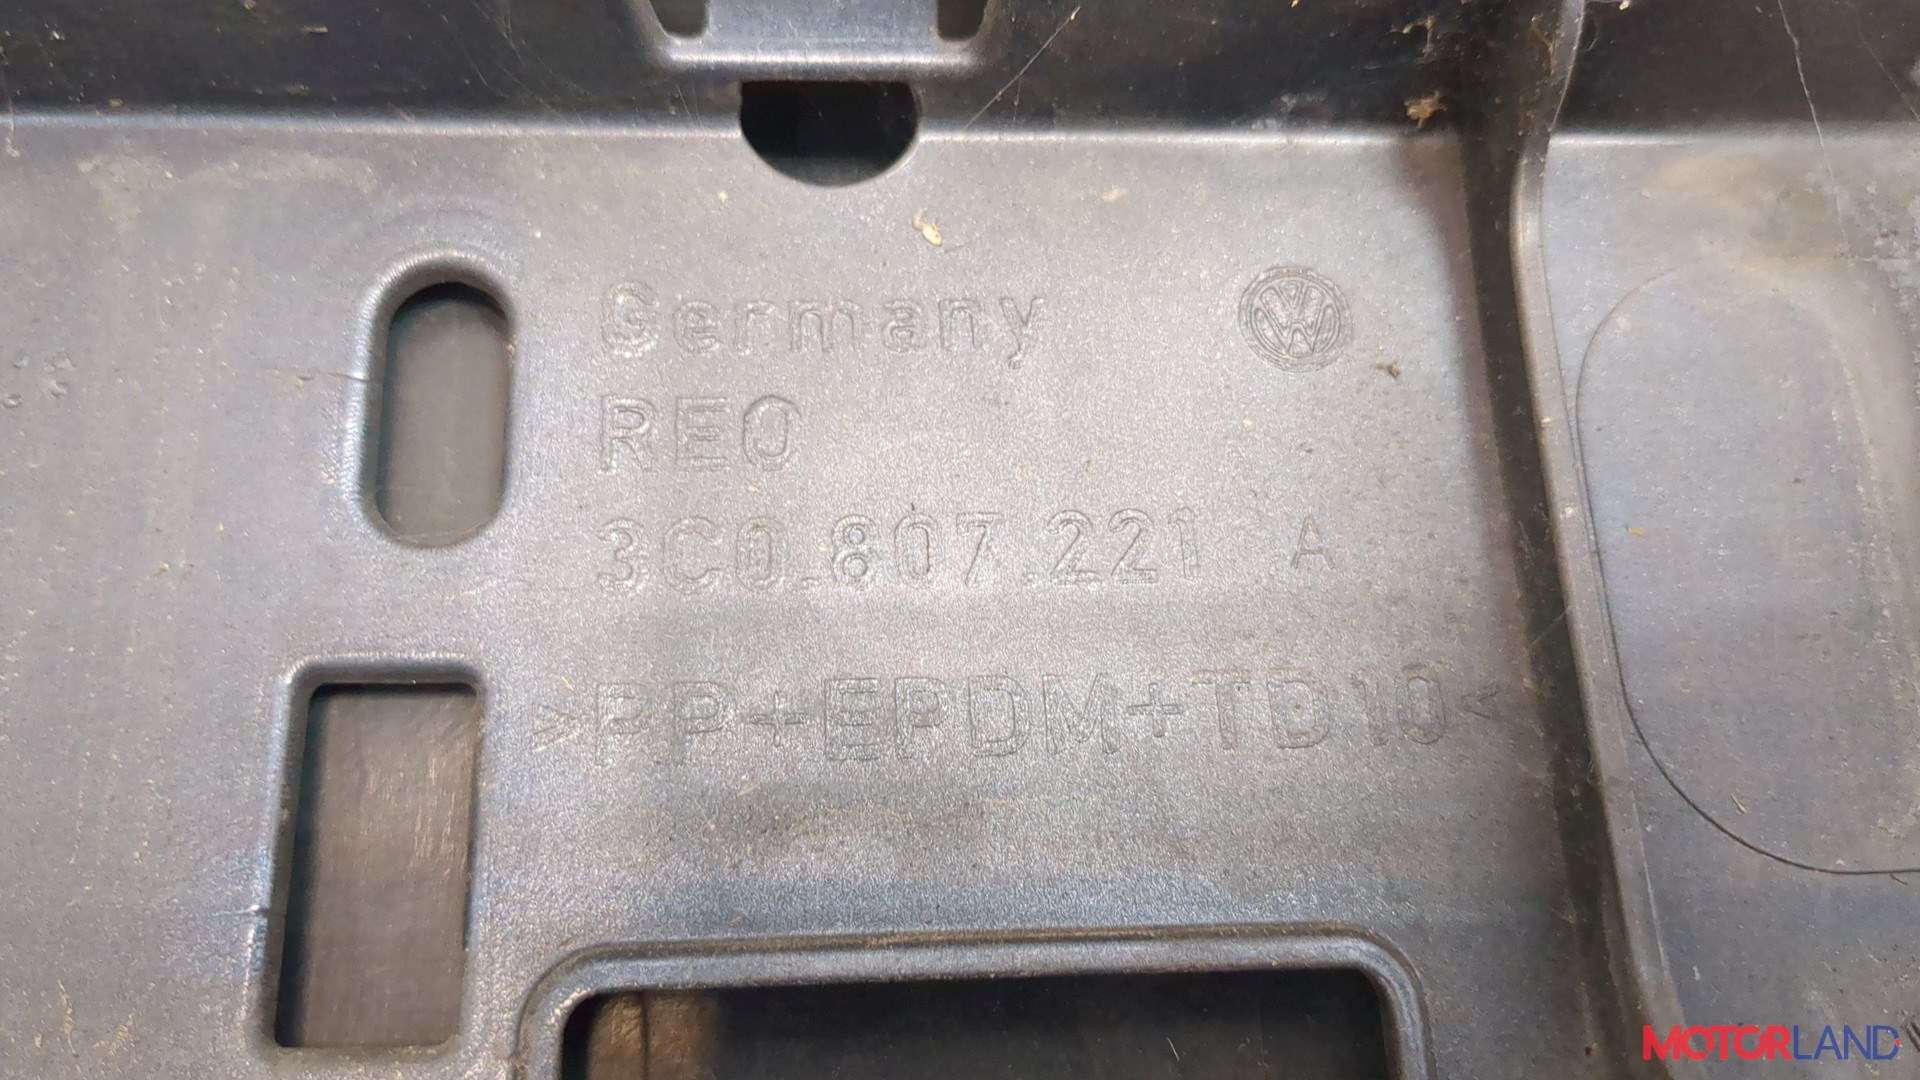 Germany
REO
3C0.807.221 A
>PP+EPDM+TD10<
MOTORLAND